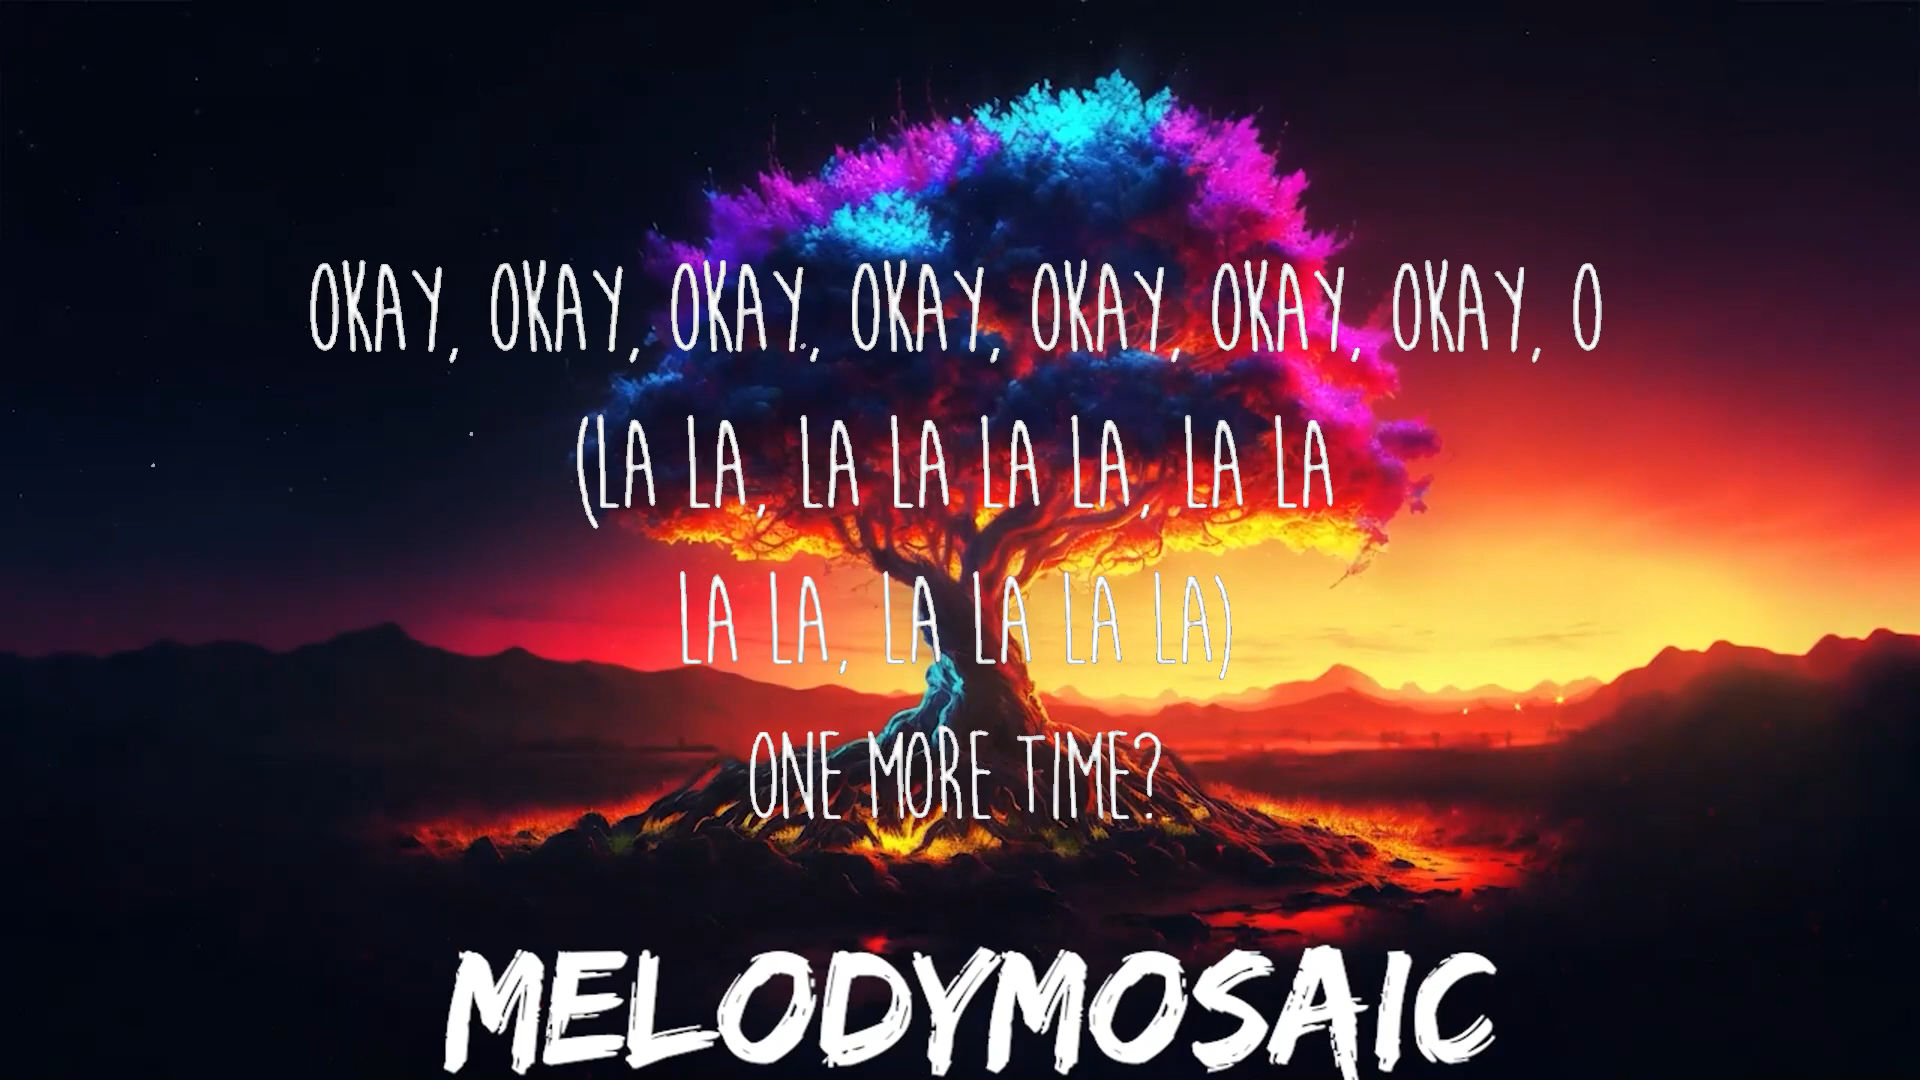 OKAY, OKAY, OKAY, OKAY, OKAY, OKAY, OKAY, O
(LA LA, LA LA LA LA, LA LA
LA LA, LA LA LA LA)
ONE MORE TIME?
MELODYMOSAIC